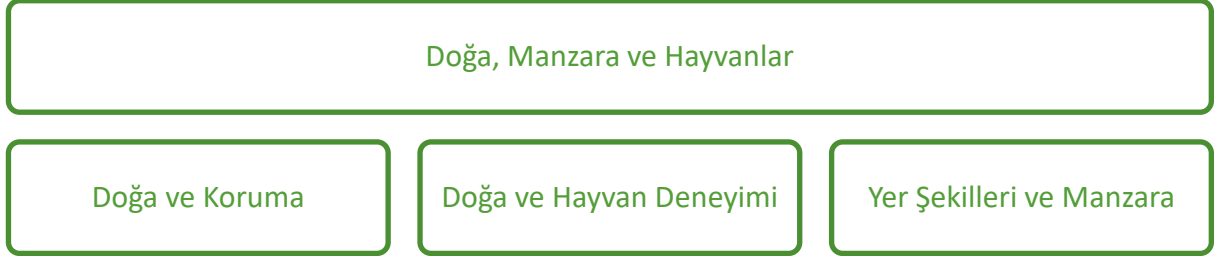 Doğa, Manzara ve Hayvanlar
Doğa ve Koruma
Doğa ve Hayvan Deneyimi
Yer Şekilleri ve Manzara